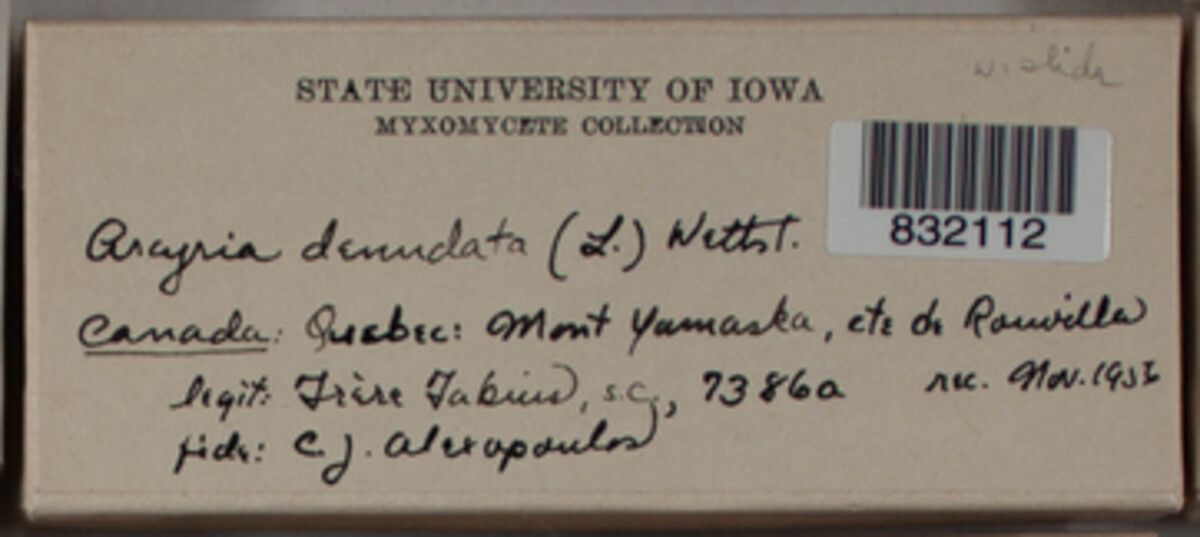 w. slide
STATE UNIVERSITY OF IOWA
MYXOMYCETE COLLECTION
832112
Arcyria denudata (L.) Wettst.
Canada: Quebec: Mont Yamaska, cte de Rouville
legit: Frère Fabius, s.c., 7386a rec. Nov.
fide: C.J. Alexopoulos